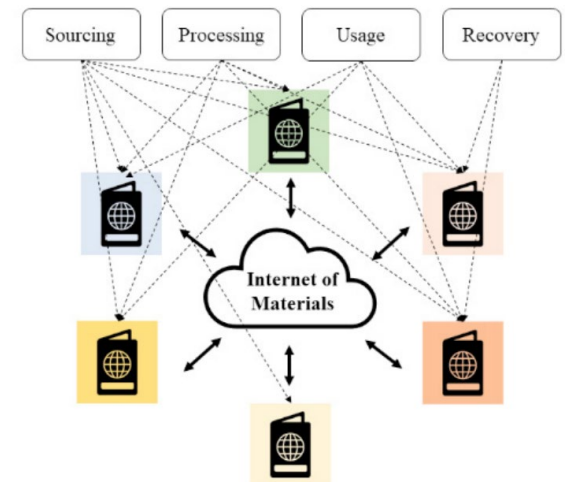 Sourcing
Processing
Usage
Recovery
Internet of
Materials